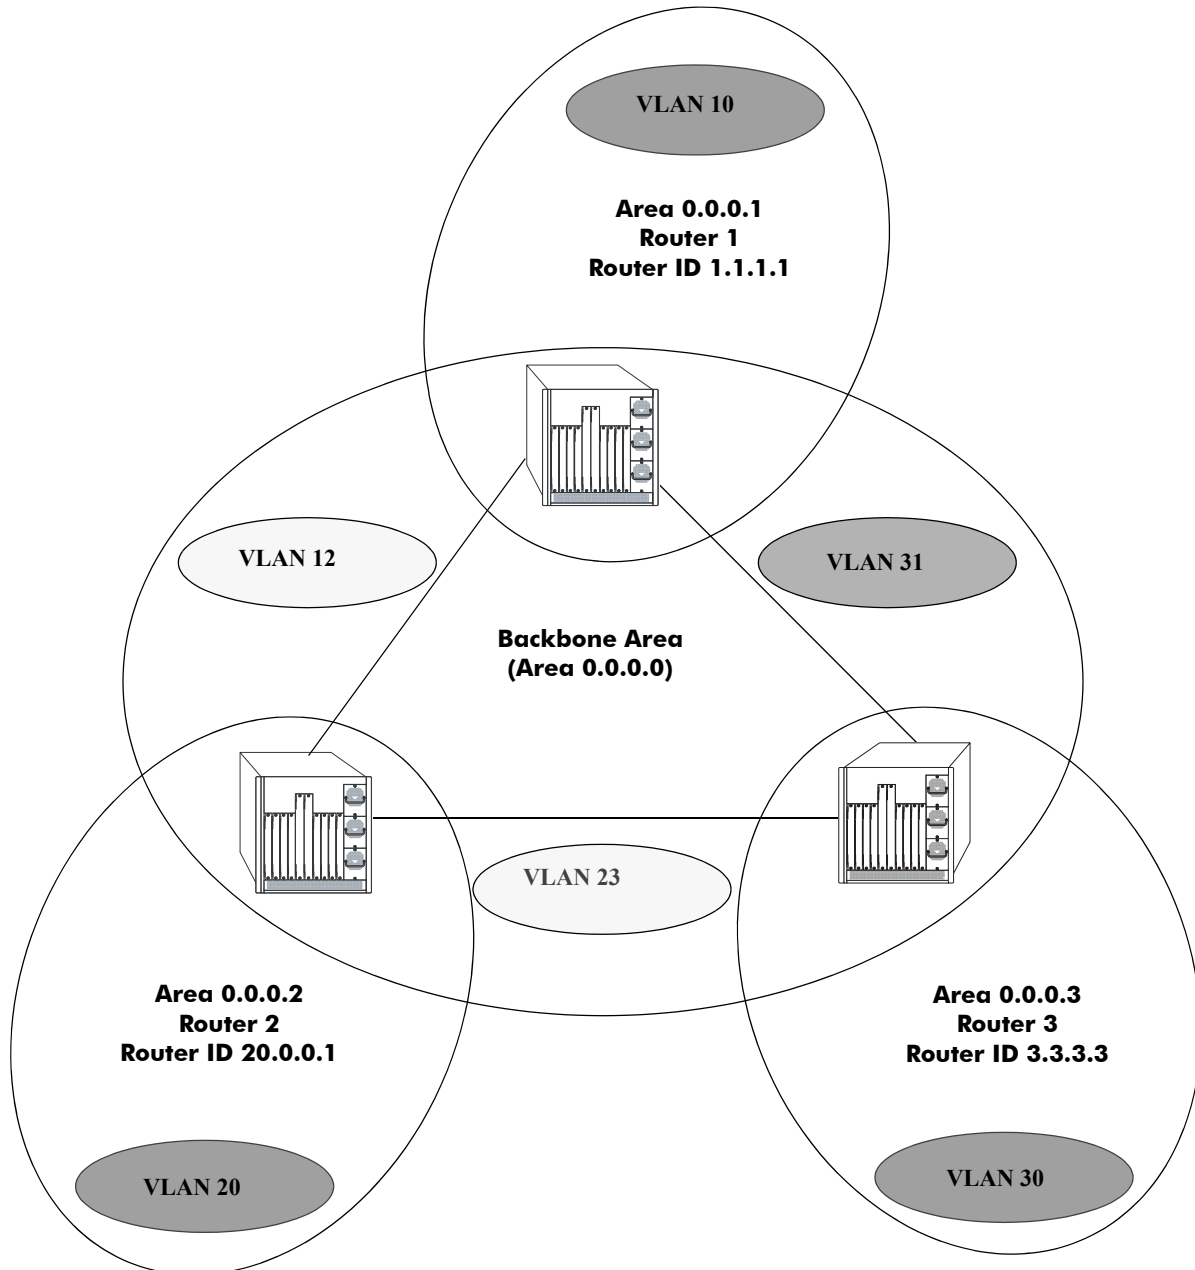 VLAN 10
Area 0.0.0.1
Router 1
Router ID 1.1.1.1
VLAN 12
VLAN 31
Backbone Area
(Area 0.0.0.0)
VLAN 23
Area 0.0.0.2
Router 2
Router ID 20.0.0.1
Area 0.0.0.3
Router 3
Router ID 3.3.3.3
VLAN 20
VLAN 30